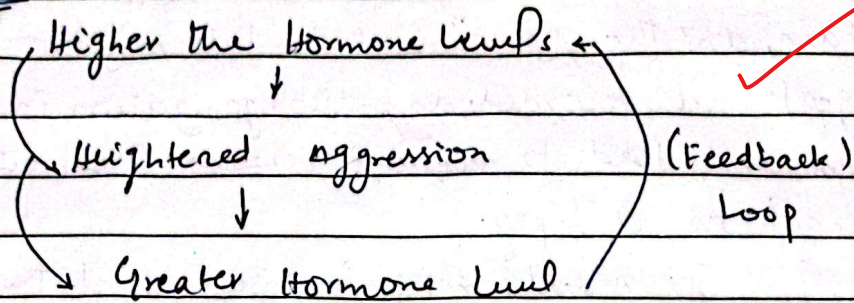 Higher the Hormone Levels
Heightened Aggression
(Feedback)
Loop
Greater Hormone Level